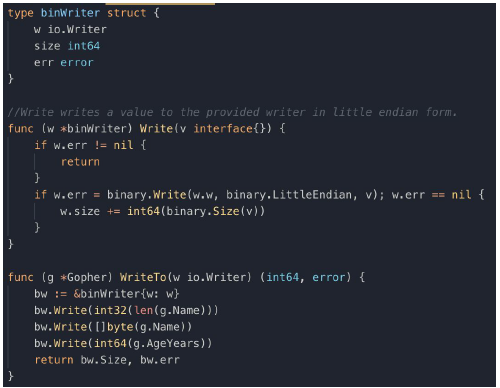 type binWriter struct {
    w io.Writer
    size int64
    err error
}

//Write writes a value to the provided writer in little endian form.
func (w *binWriter) Write(v interface{}) {
    if w.err != nil {
        return
    }
    if w.err = binary.Write(w.w, binary.LittleEndian, v); w.err == nil {
        w.size += int64(binary.Size(v))
    }
}

func (g *Gopher) WriteTo(w io.Writer) (int64, error) {
    bw := &binWriter{w: w}
    bw.Write(int32(len(g.Name)))
    bw.Write([]byte(g.Name))
    bw.Write(int64(g.AgeYears))
    return bw.Size, bw.err
}